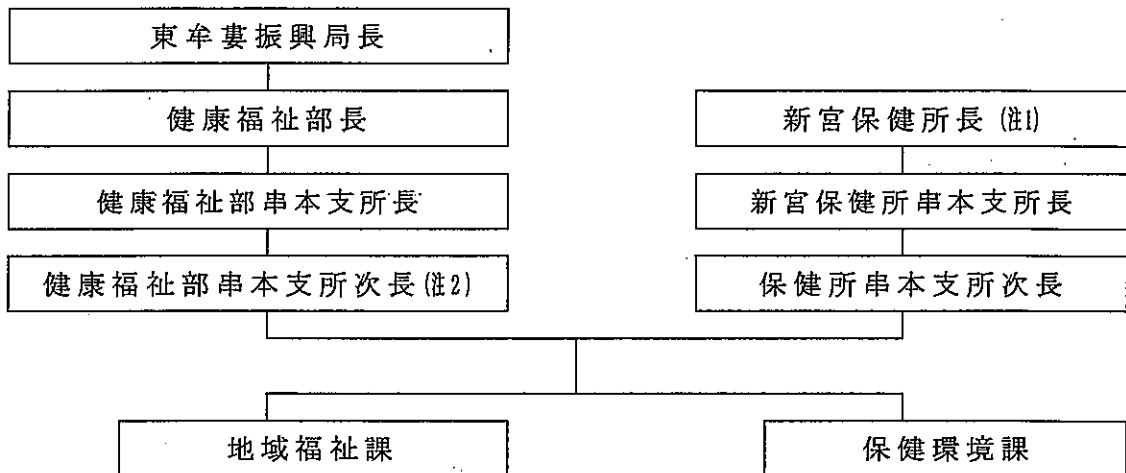 東牟婁振興局長
健康福祉部長
新宮保健所長(注1)
健康福祉部串本支所長
新宮保健所串本支所長
健康福祉部串本支所次長(注2)
保健所串本支所次長
地域福祉課
保健環境課